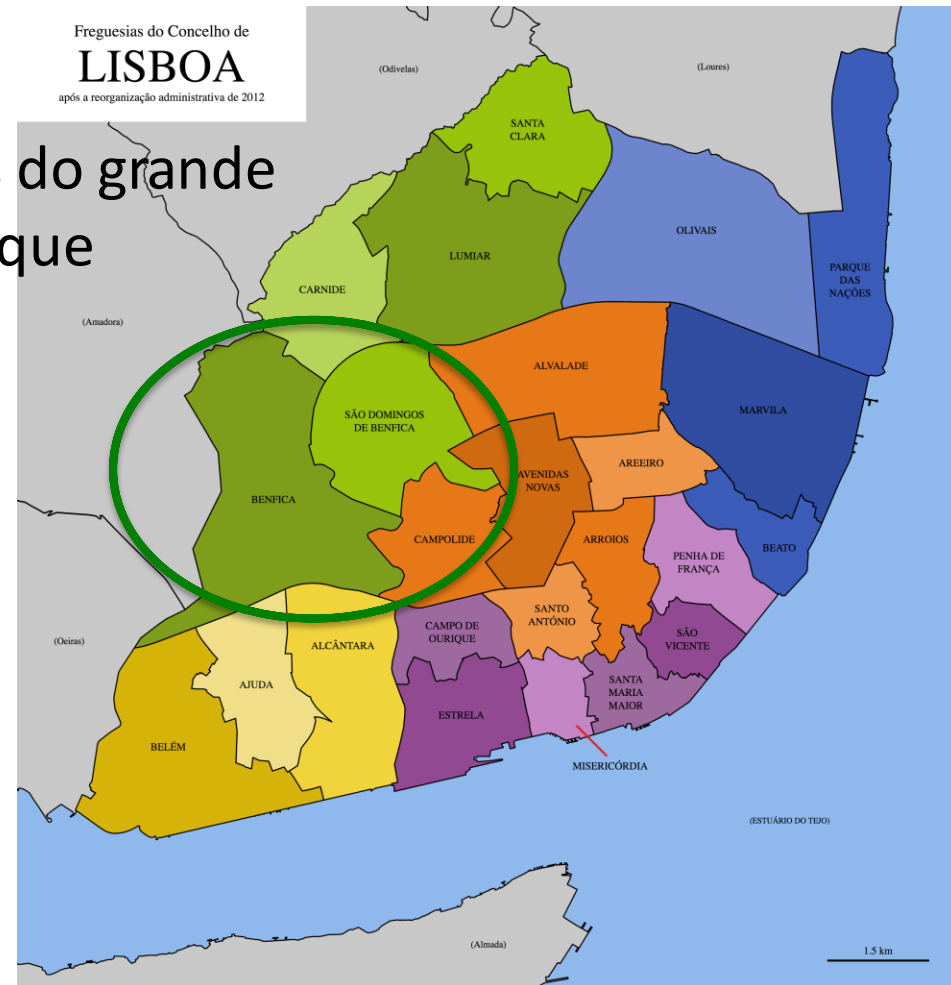 Freguesias do Concelho de
LISBOA
após a reorganização administrativa de 2012
do grande
que
(Odivelas)
(Loures)
SANTA
CLARA
OLIVAIS
LUMIAR
PARQUE
DAS
NAÇÕES
CARNIDE
(Amadora)
ALVALADE
MARVILA
SÃO DOMINGOS
DE BENFICA
AREEIRO
AVENIDAS
NOVAS
BENFICA
CAMPOLIDE
ARROIOS
BEATO
PENHA DE
FRANÇA
SANTO
ANTÓNIO
CAMPO DE
OURIQUE
SÃO
VICENTE
(Oeiras)
ALCÂNTARA
AJUDA
SANTA
MARIA
MAIOR
ESTRELA
BELÉM
MISERICÓRDIA
(ESTUÁRIO DO TEJO)
(Almada)
1.5 km